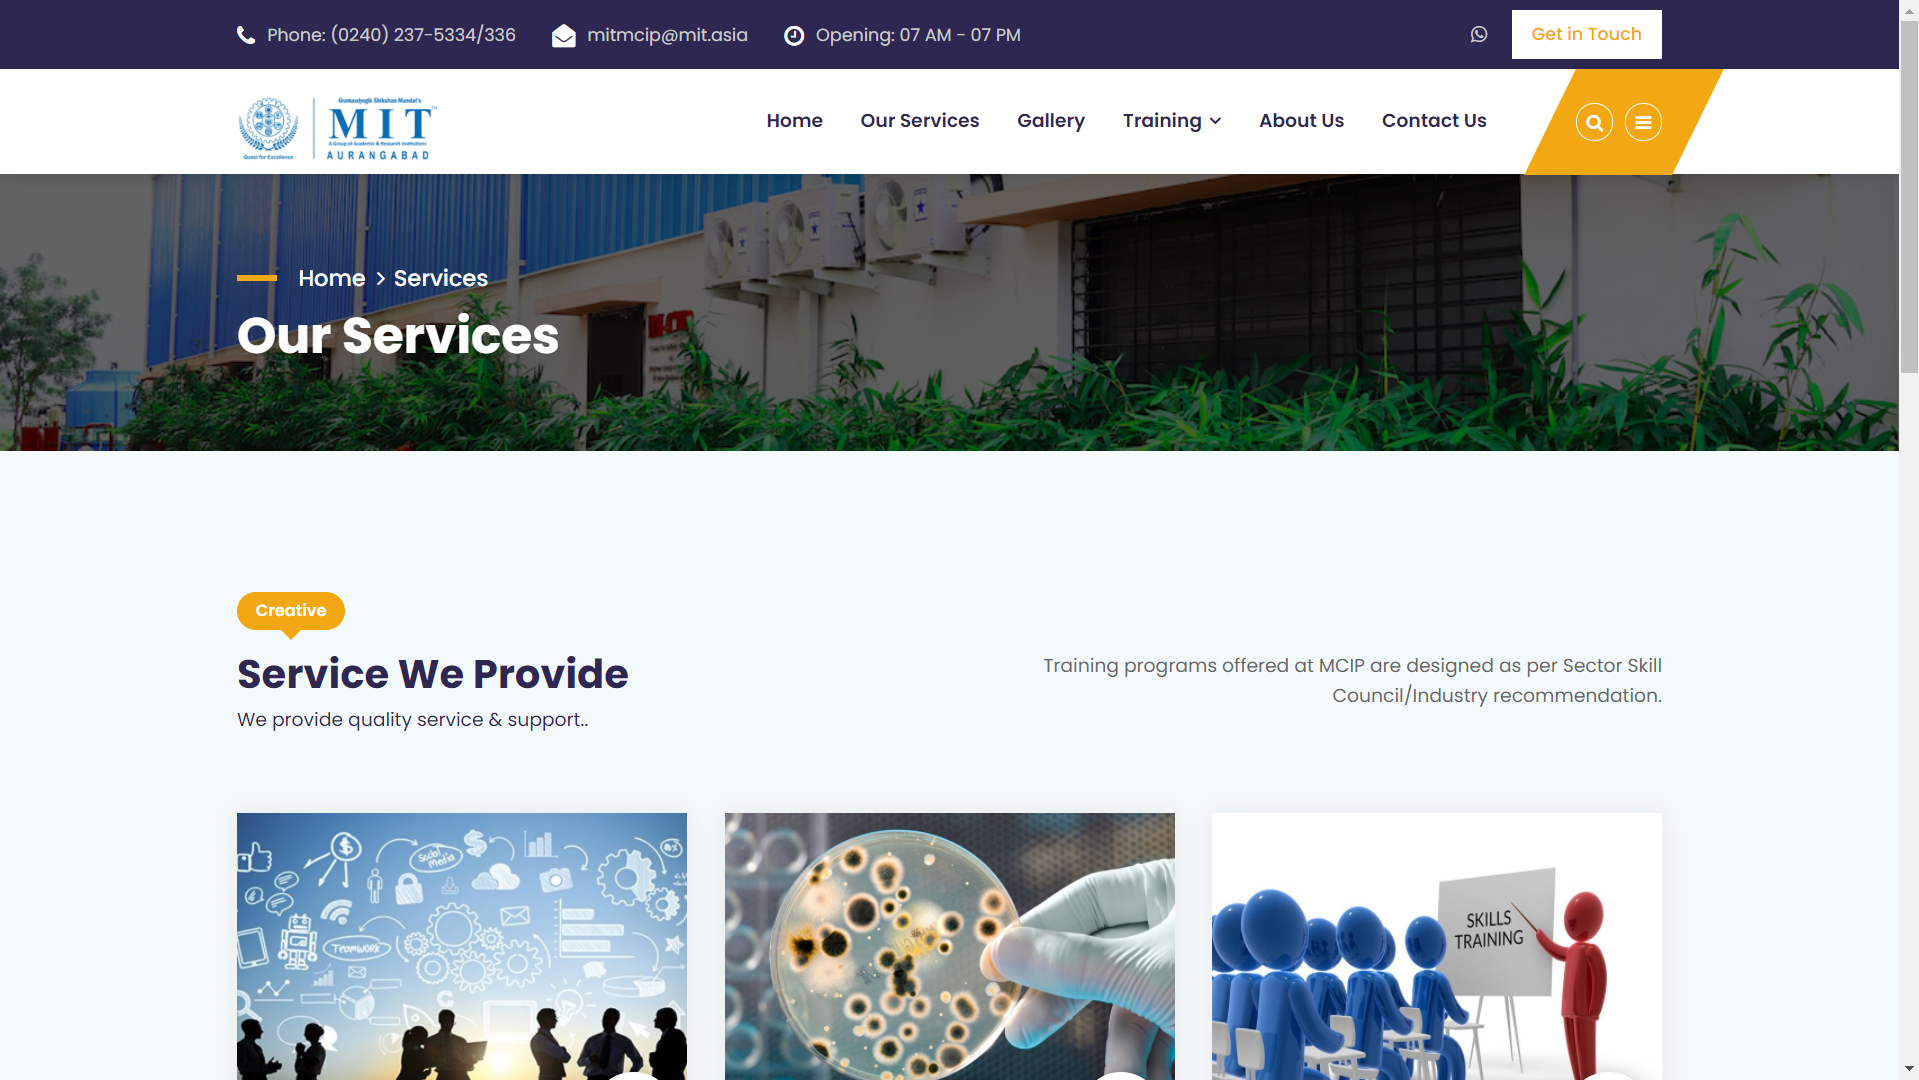 Phone: (0240) 237-5334/336
mitmcip@mit.asia
Opening: 07 AM - 07 PM
Get in Touch
Gramaudyogik Shikshan Mandal's
MIT
TM
A Group of Academic & Research Institutions
AURANGABAD
Quest for Excellence
Home
Our Services
Gallery
Training
About Us
Contact Us
Home > Services
Our Services
Creative
Service We Provide
We provide quality service & support..
Training programs offered at MCIP are designed as per Sector Skill
Council/Industry recommendation.
Social
Media
Teamwork
SKILLS
TRAINING